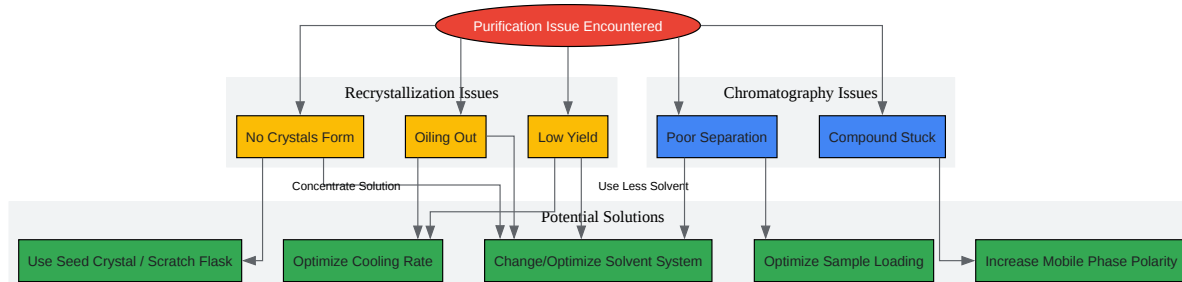 Purification Issue Encountered
Recrystallization Issues
Chromatography Issues
No Crystals Form
Oiling Out
Low Yield
Poor Separation
Compound Stuck
Concentrate Solution
Use Less Solvent
Potential Solutions
Use Seed Crystal / Scratch Flask
Optimize Cooling Rate
Change/Optimize Solvent System
Optimize Sample Loading
Increase Mobile Phase Polarity